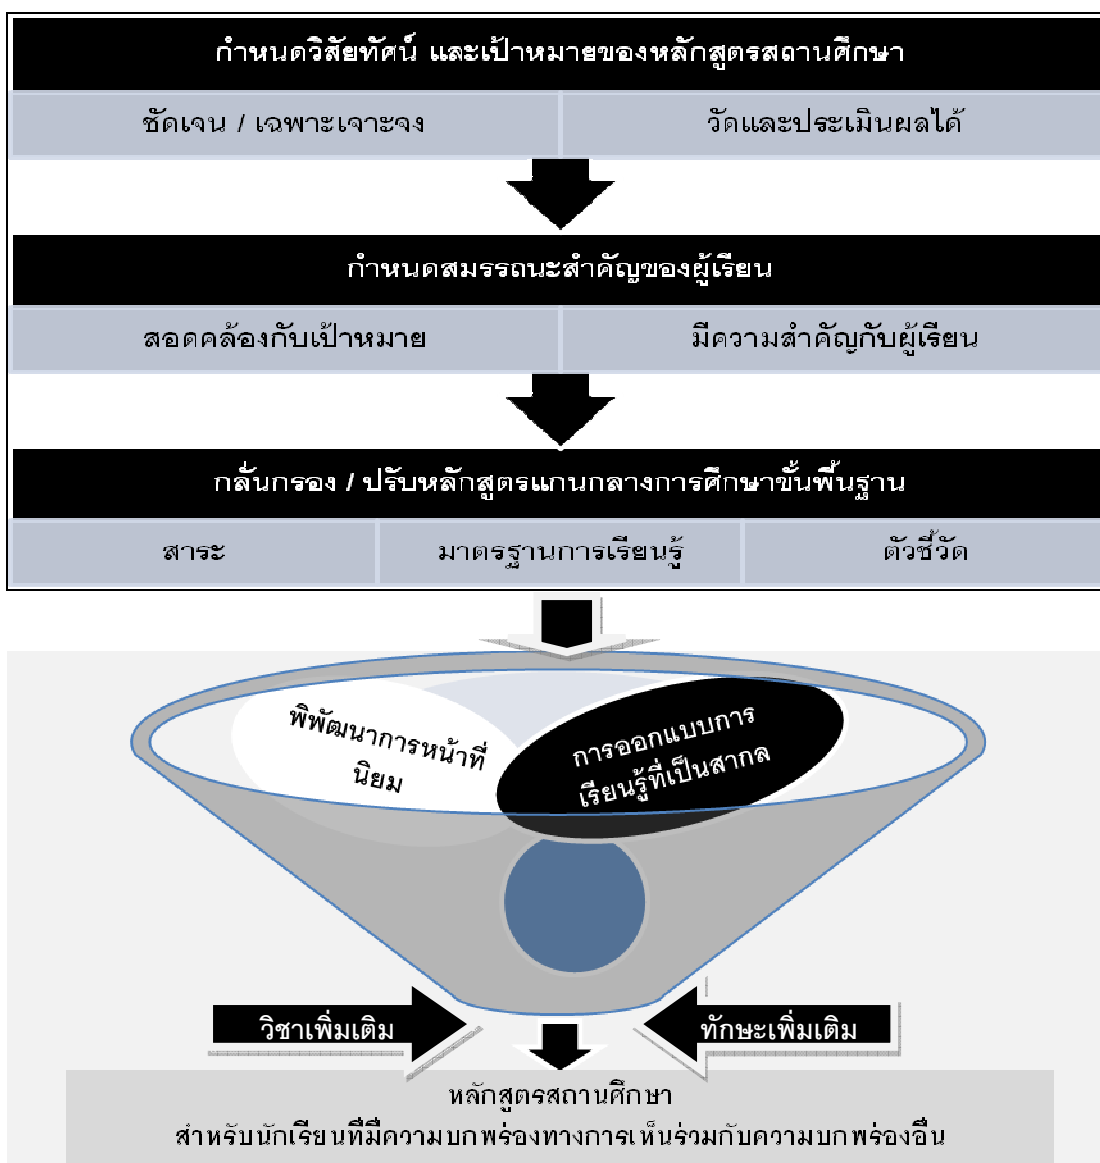 กำหนดวิสัยทัศน์ และเป้าหมายของหลักสูตรสถานศึกษา
ชัดเจน / เฉพาะเจาะจง
วัดและประเมินผลได้
กำหนดสมรรถนะสำคัญของผู้เรียน
สอดคล้องกับเป้าหมาย
มีความสำคัญกับผู้เรียน
กลั่นกรอง / ปรับหลักสูตรแกนกลางการศึกษาขั้นพื้นฐาน
สาระ
มาตรฐานการเรียนรู้
ตัวชี้วัด
พิพัฒนาการหน้าที่
นิยม
การออกแบบการ
เรียนรู้ที่เป็นสากล
วิชาเพิ่มเติม
ทักษะเพิ่มเติม
หลักสูตรสถานศึกษา
สำหรับนักเรียนที่มีความบกพร่องทางการเห็นร่วมกับความบกพร่องอื่น